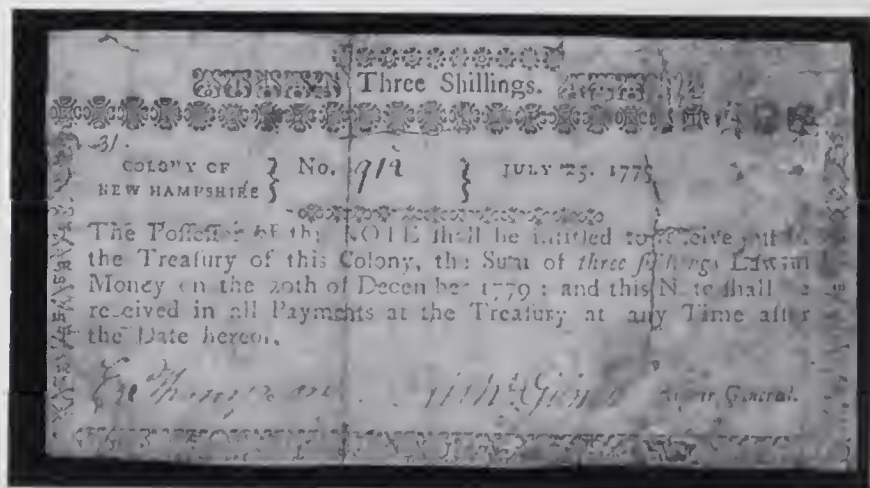 Three Shillings.
3/.
COLONY OF NEW HAMPSHIRE } No. 912 } JULY 25. 1775
The Poſſeſſor of this NOTE ſhall be intitled to receive out of
the Treaſury of this Colony, the Sum of three ſhillings Lawful
Money on the 20th of December 1779 : and this Note ſhall be
received in all Payments at the Treaſury at any Time after
the Date hereof.
General.